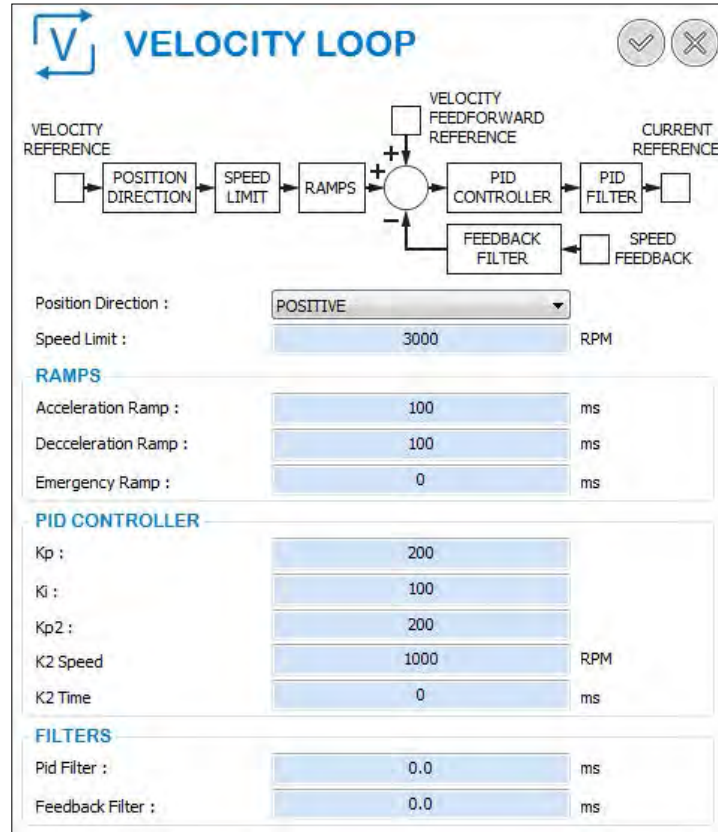 V
VELOCITY LOOP
VELOCITY
FEEDFORWARD
REFERENCE
VELOCITY
REFERENCE
CURRENT
REFERENCE
POSITION
DIRECTION
SPEED
LIMIT
RAMPS
+
+
−
PID
CONTROLLER
PID
FILTER
FEEDBACK
FILTER
SPEED
FEEDBACK
Position Direction : POSITIVE
Speed Limit : 3000 RPM
RAMPS
Acceleration Ramp : 100 ms
Decceleration Ramp : 100 ms
Emergency Ramp : 0 ms
PID CONTROLLER
Kp : 200
Ki : 100
Kp2 : 200
K2 Speed 1000 RPM
K2 Time 0 ms
FILTERS
Pid Filter : 0.0 ms
Feedback Filter : 0.0 ms